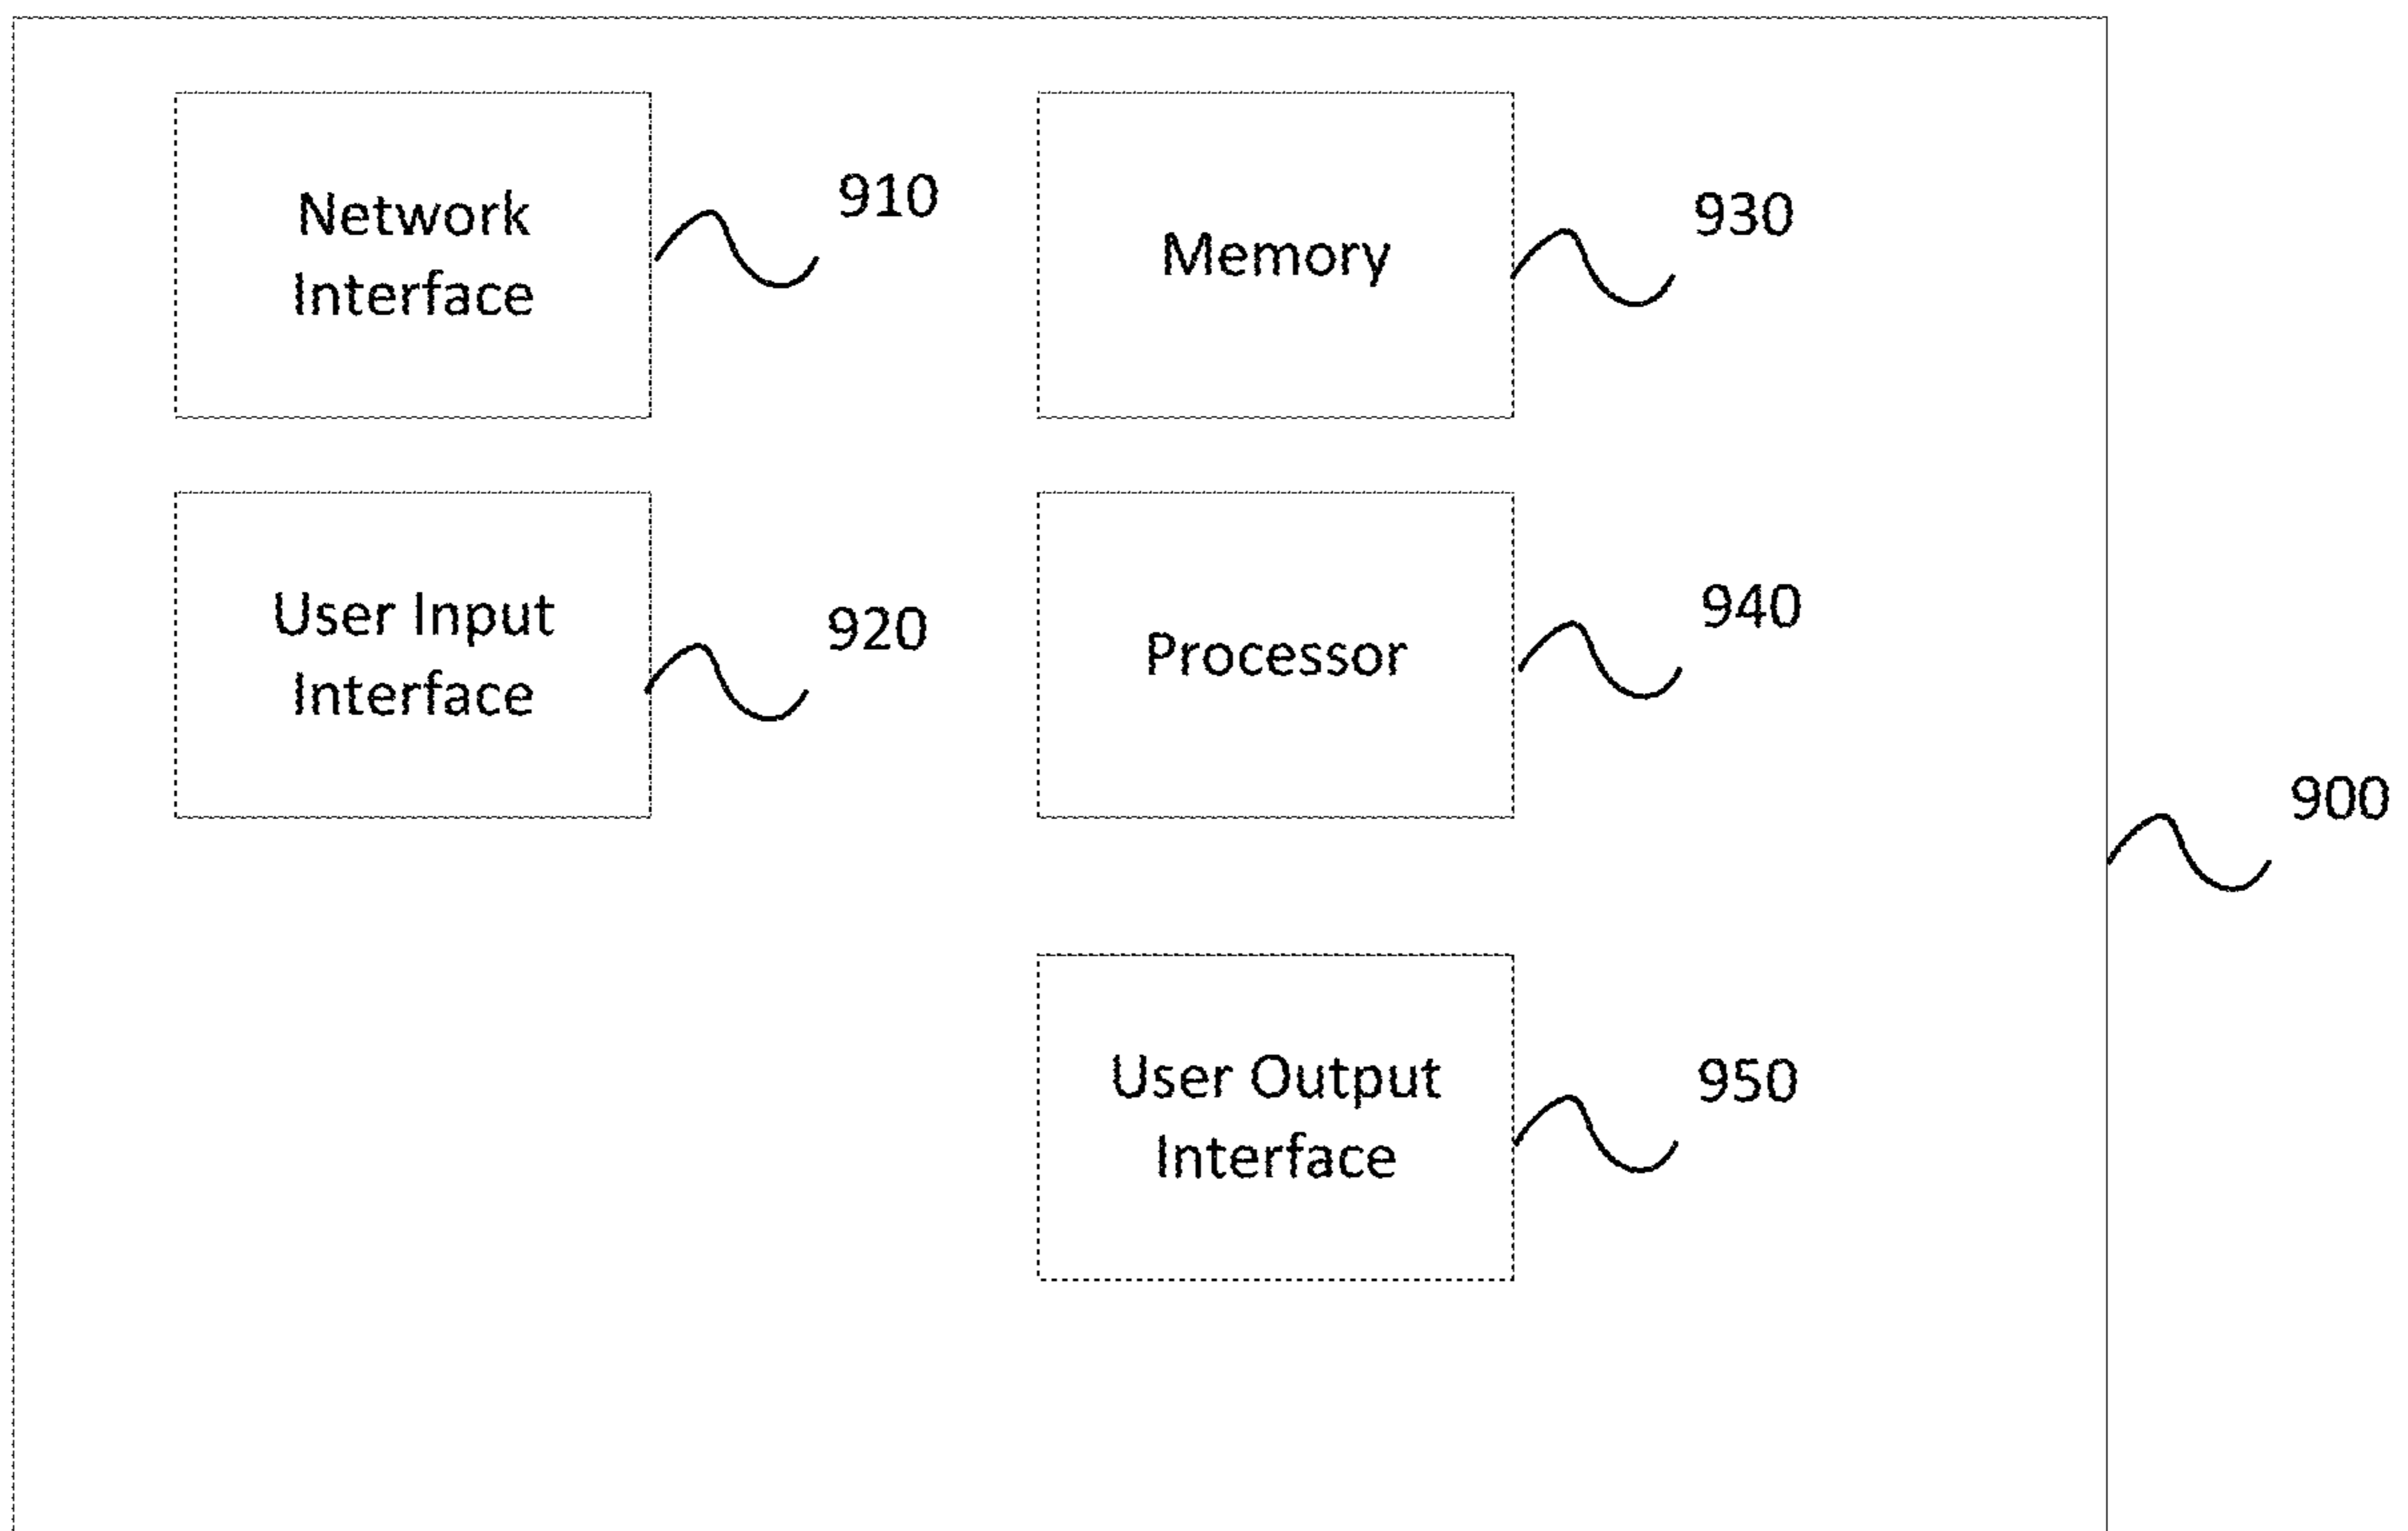 Network
Interface
910
Memory
930
User Input
Interface
920
Processor
940
900
User Output
Interface
950